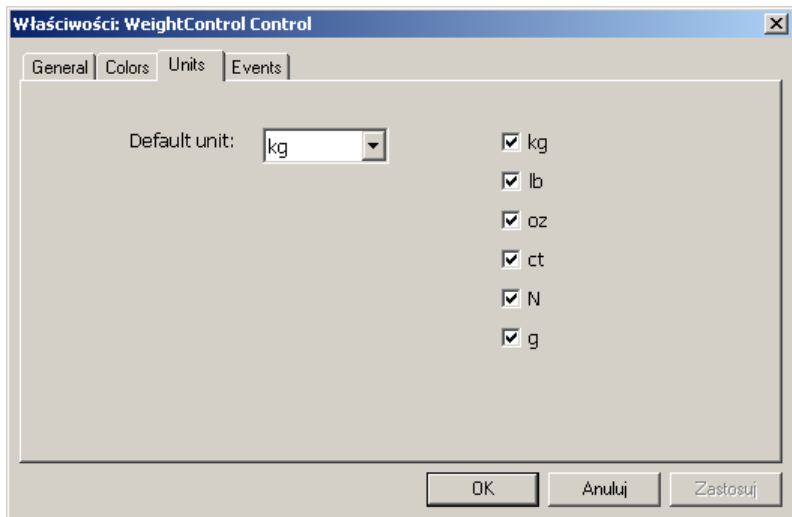 Właściwości: WeightControl Control
General Colors Units Events
Default unit: kg
kg
lb
oz
ct
N
g
OK Anuluj Zastosuj